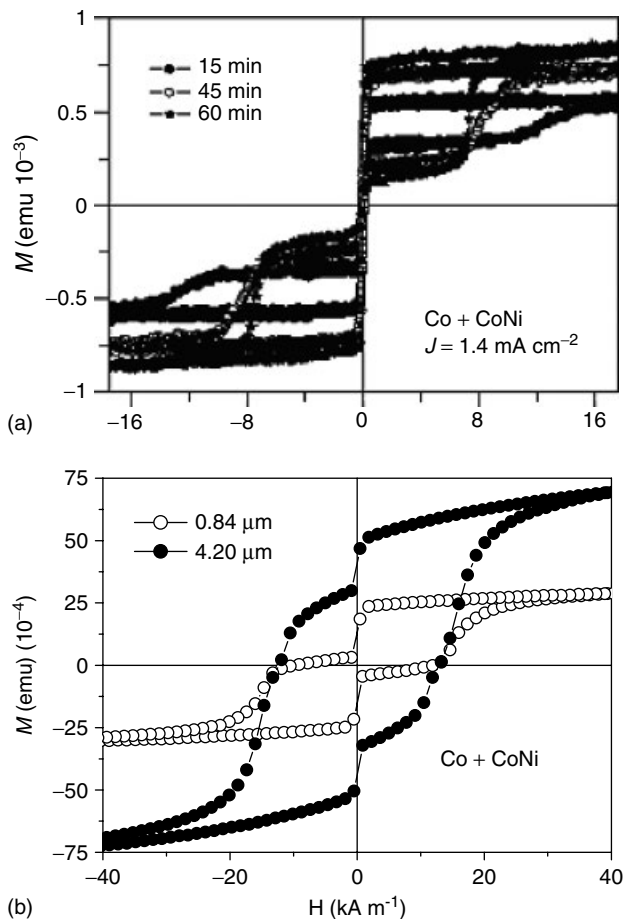 1
0.5
0
−0.5
−1
M (emu 10⁻³)
15 min
45 min
60 min
Co + CoNi
J = 1.4 mA cm⁻²
−16 −8 0 8 16
(a)
75
50
25
0
−25
−50
−75
M (emu) (10⁻⁴)
0.84 μm
4.20 μm
Co + CoNi
−40 −20 0 20 40
(b)
H (kA m⁻¹)